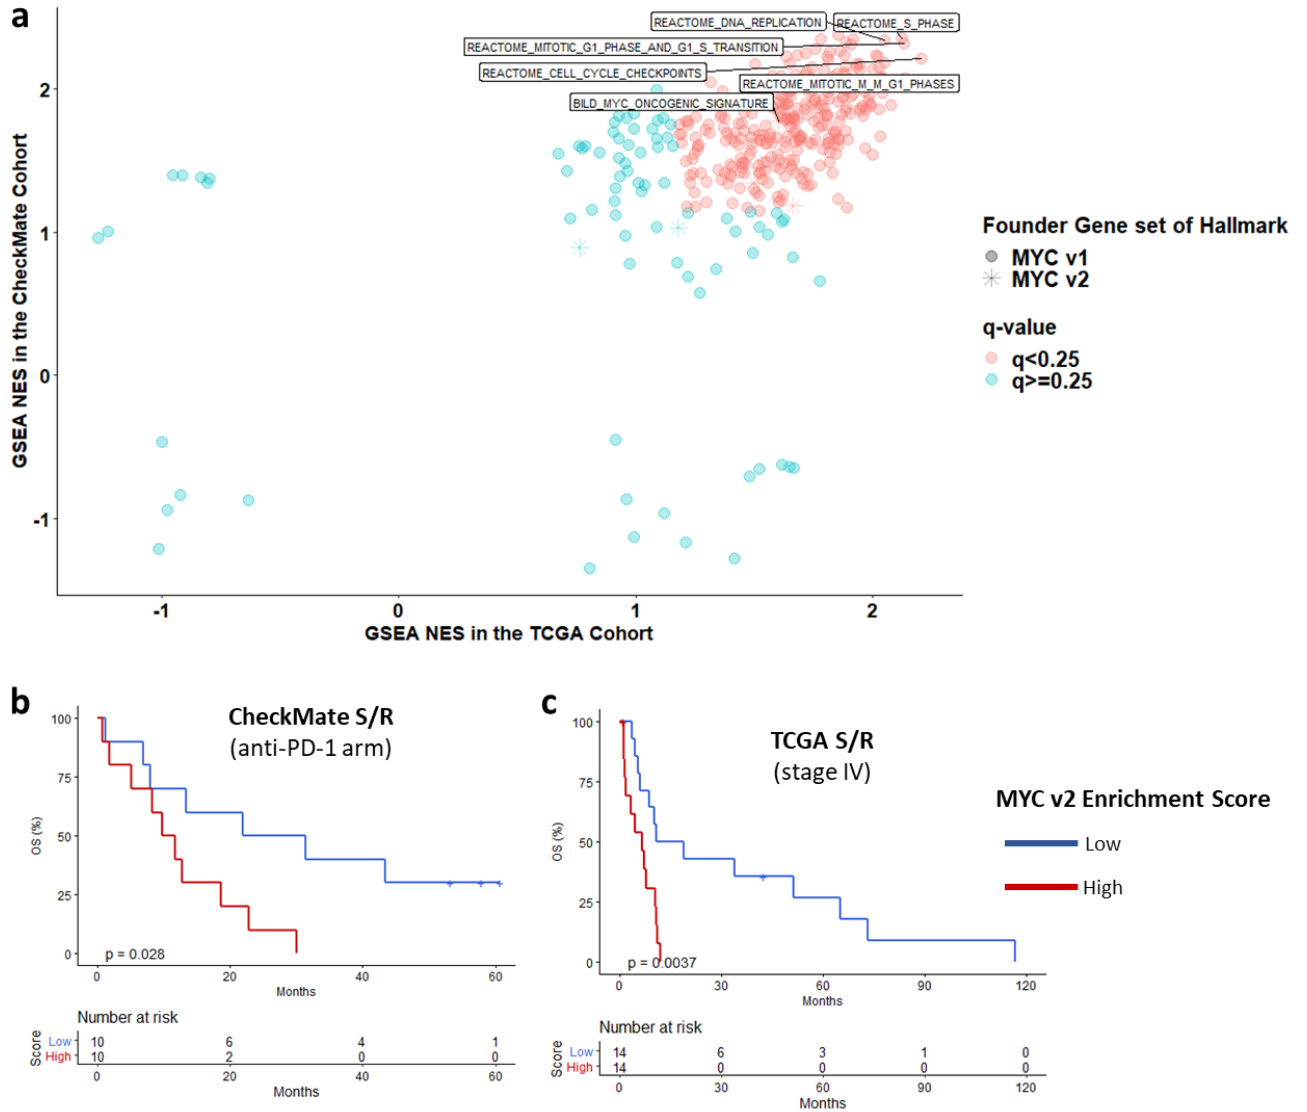 a
REACTOME_DNA_REPLICATION
REACTOME_S_PHASE
REACTOME_MITOTIC_G1_PHASE_AND_G1_S_TRANSITION
REACTOME_CELL_CYCLE_CHECKPOINTS
REACTOME_MITOTIC_M_M_G1_PHASES
BILD_MYC_ONCOGENIC_SIGNATURE
GSEA NES in the CheckMate Cohort
2
1
0
-1
-1 0 1 2
GSEA NES in the TCGA Cohort
Founder Gene set of Hallmark
MYC v1
MYC v2
q-value
q<0.25
q>=0.25
b
CheckMate S/R
(anti-PD-1 arm)
OS (%)
100
75
50
25
0
p = 0.028
0 20 40 60
Months
Number at risk
Score
Low 10 6 4 1
High 10 2 0 0
0 20 40 60
Months
c
TCGA S/R
(stage IV)
OS (%)
100
75
50
25
0
p = 0.0037
0 30 60 90 120
Months
Number at risk
Score
Low 14 6 3 1 0
High 14 0 0 0 0
0 30 60 90 120
Months
MYC v2 Enrichment Score
Low
High